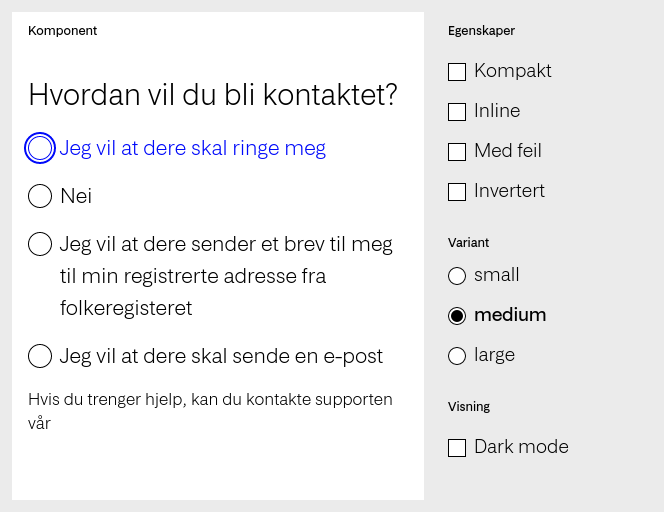 Komponent
Hvordan vil du bli kontaktet?
Jeg vil at dere skal ringe meg
Nei
Jeg vil at dere sender et brev til meg
til min registrerte adresse fra
folkeregisteret
Jeg vil at dere skal sende en e-post
Hvis du trenger hjelp, kan du kontakte supporten
vår
Egenskaper
Kompakt
Inline
Med feil
Invertert
Variant
small
medium
large
Visning
Dark mode